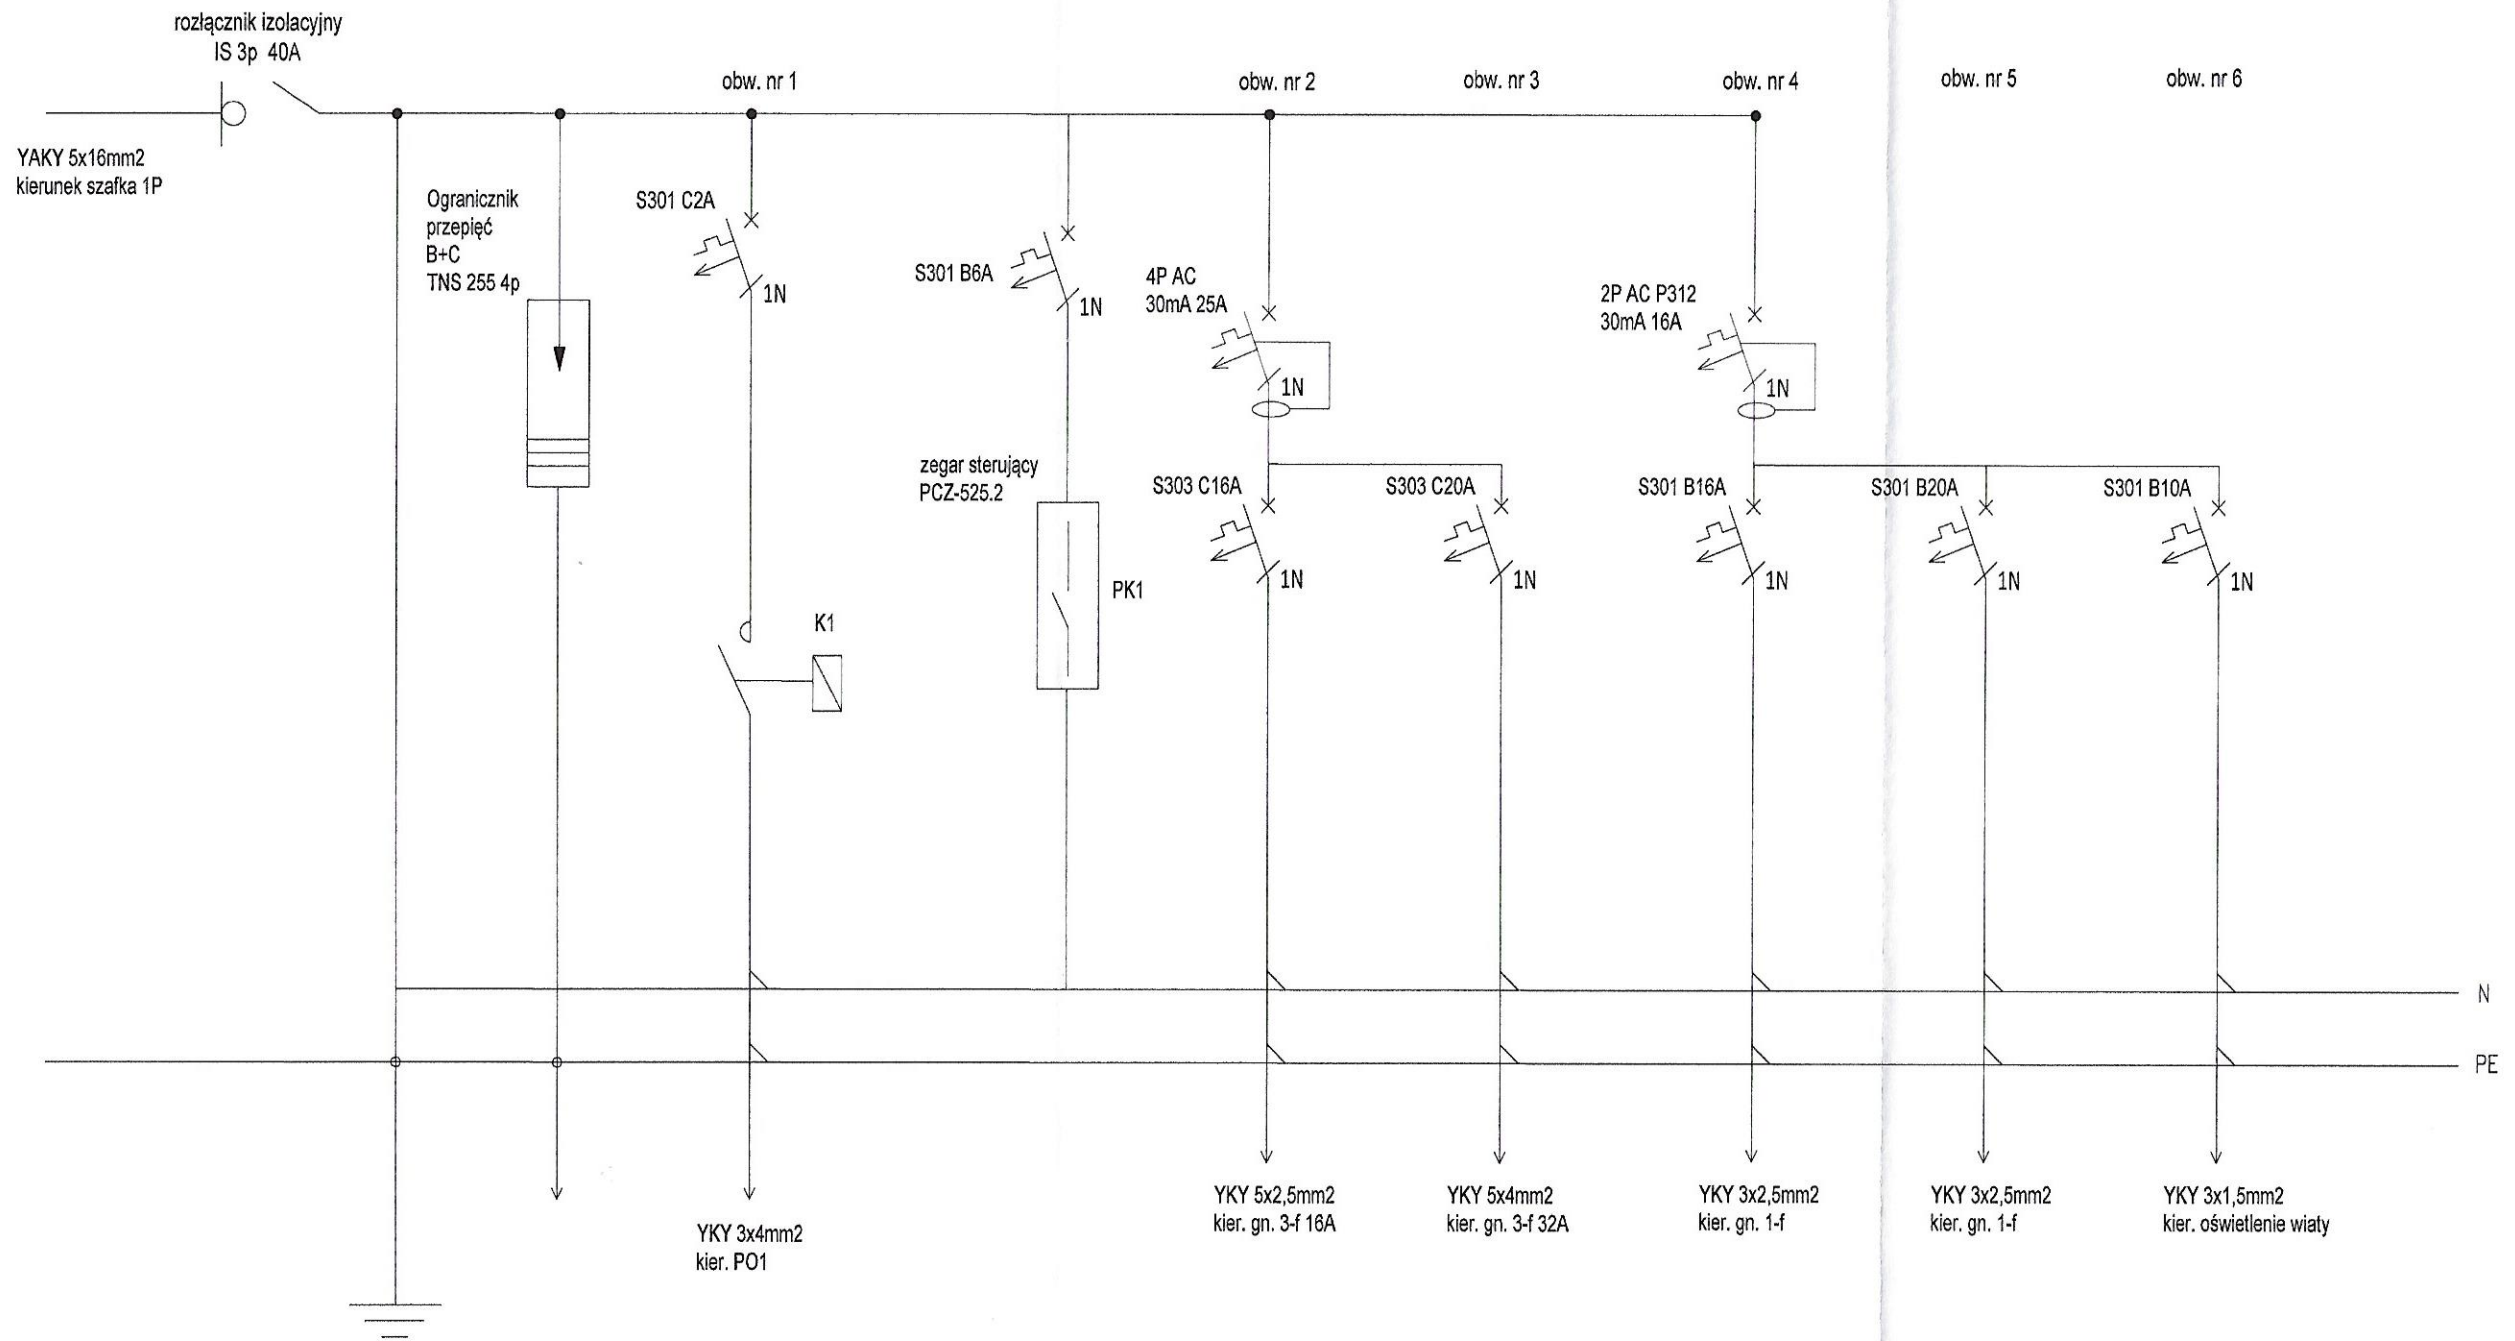 rozłącznik izolacyjny
IS 3p 40A
obw. nr 1
obw. nr 2
obw. nr 3
obw. nr 4
obw. nr 5
obw. nr 6
YAKY 5x16mm2
kierunek szafka 1P
Ogranicznik
przepięć
B+C
TNS 255 4p
S301 C2A
1N
S301 B6A
1N
4P AC
30mA 25A
1N
2P AC P312
30mA 16A
1N
zegar sterujący
PCZ-525.2
PK1
K1
S303 C16A
1N
S303 C20A
1N
S301 B16A
1N
S301 B20A
1N
S301 B10A
1N
N
PE
YKY 3x4mm2
kier. PO1
YKY 5x2,5mm2
kier. gn. 3-f 16A
YKY 5x4mm2
kier. gn. 3-f 32A
YKY 3x2,5mm2
kier. gn. 1-f
YKY 3x2,5mm2
kier. gn. 1-f
YKY 3x1,5mm2
kier. oświetlenie wiaty